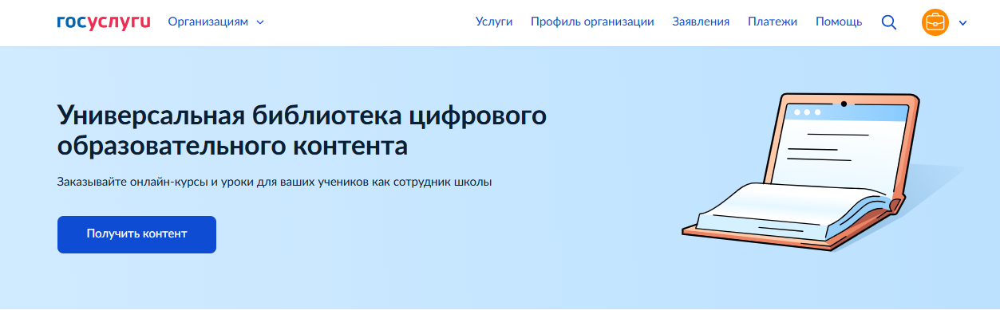 госуслуги Организациям Услуги Профиль организации Заявления Платежи Помощь
Универсальная библиотека цифрового
образовательного контента
Заказывайте онлайн-курсы и уроки для ваших учеников как сотрудник школы
Получить контент